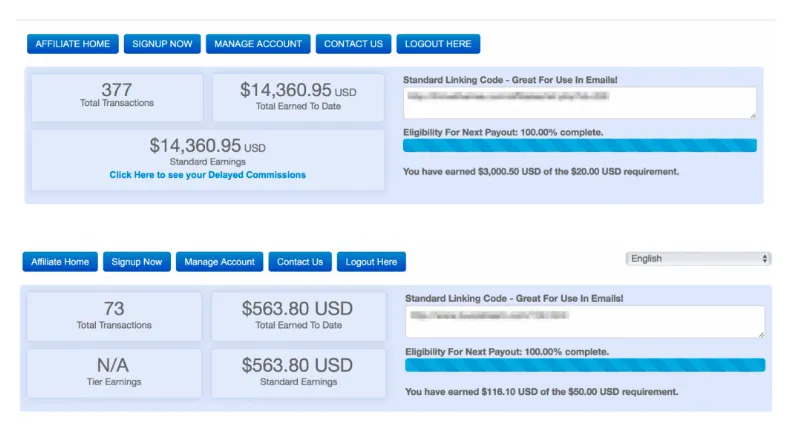 AFFILIATE HOME SIGNUP NOW MANAGE ACCOUNT CONTACT US LOGOUT HERE
377
Total Transactions
$14,360.95 USD
Total Earned To Date
$14,360.95 USD
Standard Earnings
Click Here to see your Delayed Commissions
Standard Linking Code - Great For Use In Emails!
Eligibility For Next Payout: 100.00% complete.
You have earned $3,000.50 USD of the $20.00 USD requirement.
Affiliate Home Signup Now Manage Account Contact Us Logout Here English
73
Total Transactions
$563.80 USD
Total Earned To Date
N/A
Tier Earnings
$563.80 USD
Standard Earnings
Standard Linking Code - Great For Use In Emails!
Eligibility For Next Payout: 100.00% complete.
You have earned $116.10 USD of the $50.00 USD requirement.